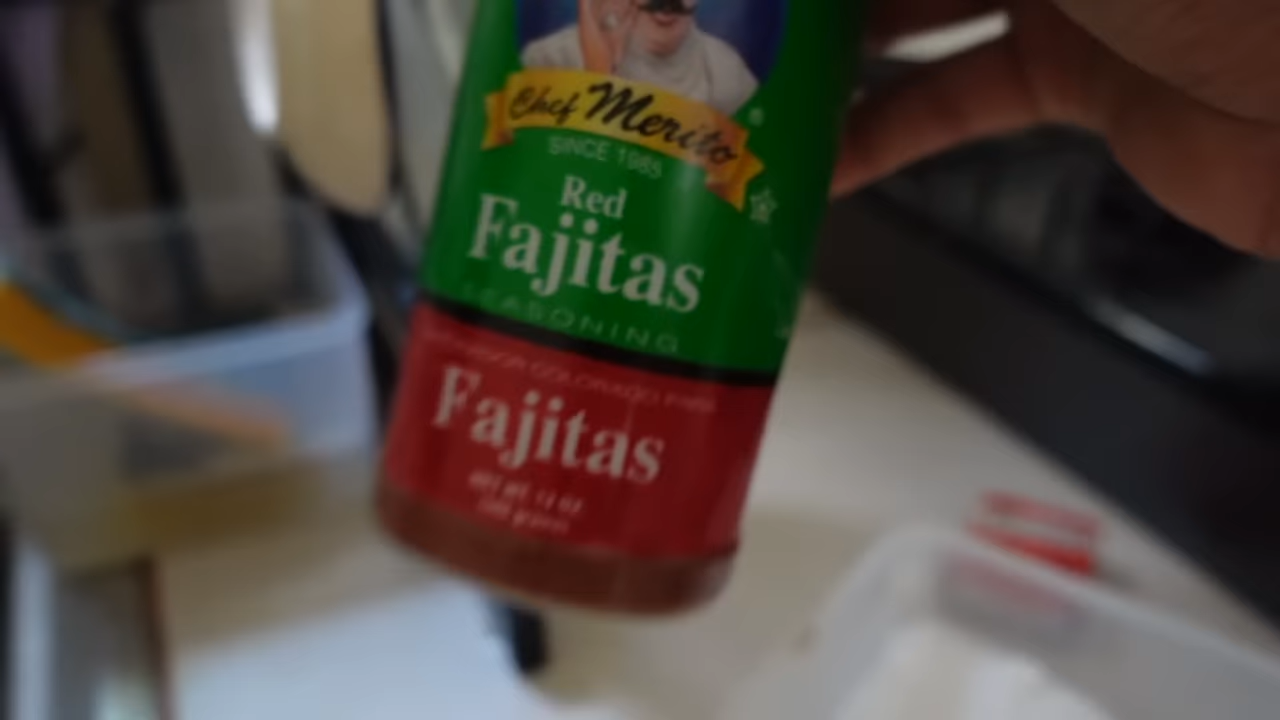 Chef Merito
SINCE 1985
Red
Fajitas
SEASONING
Fajitas